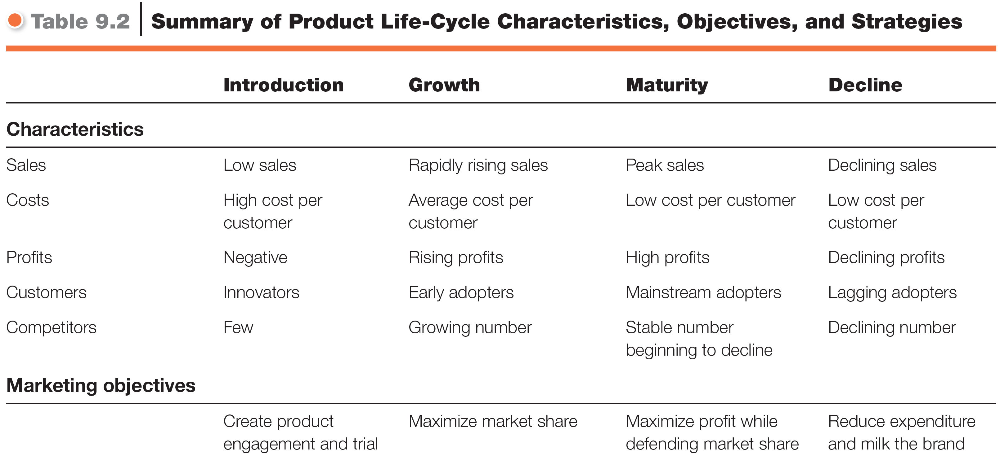 Table 9.2 Summary of Product Life-Cycle Characteristics, Objectives, and Strategies
Introduction Growth Maturity Decline
Characteristics
Sales Low sales Rapidly rising sales Peak sales Declining sales
Costs High cost per Average cost per Low cost per customer Low cost per
customer customer customer
Profits Negative Rising profits High profits Declining profits
Customers Innovators Early adopters Mainstream adopters Lagging adopters
Competitors Few Growing number Stable number Declining number
beginning to decline
Marketing objectives
Create product Maximize market share Maximize profit while Reduce expenditure
engagement and trial defending market share and milk the brand